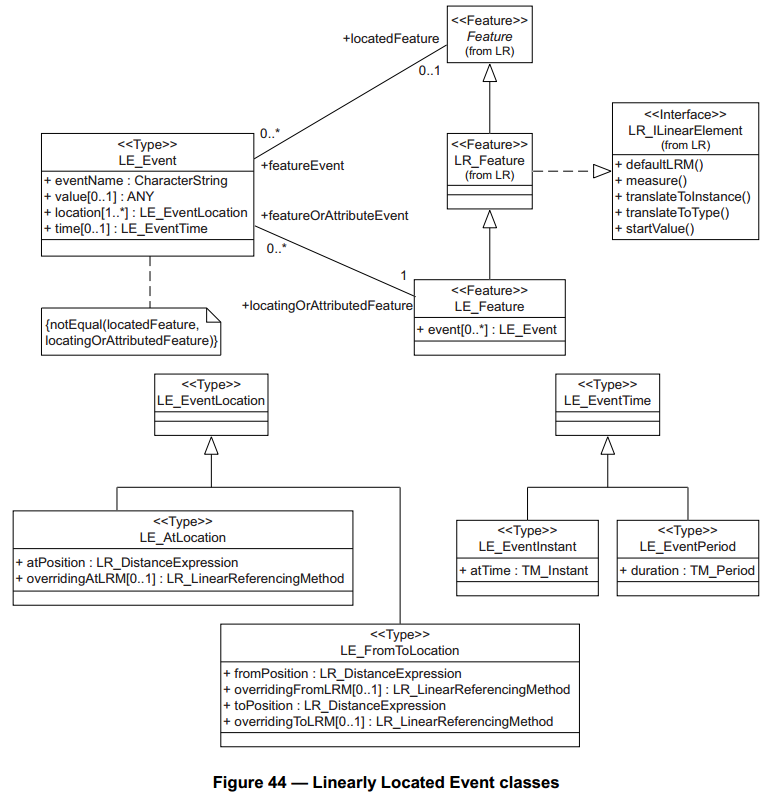 <<Feature>>
Feature
(from LR)
+locatedFeature
0..1
<<Interface>>
LR_ILinearElement
(from LR)
+ defaultLRM()
+ measure()
+ translateToInstance()
+ translateToType()
+ startValue()
0..*
<<Type>>
LE_Event
+ eventName : CharacterString
+ value[0..1] : ANY
+ location[1..*] : LE_EventLocation
+ time[0..1] : LE_EventTime
+featureEvent
<<Feature>>
LR_Feature
(from LR)
+featureOrAttributeEvent
0..*
1
+locatingOrAttributedFeature
<<Feature>>
LE_Feature
+ event[0..*] : LE_Event
{notEqual(locatedFeature,
locatingOrAttributedFeature)}
<<Type>>
LE_EventLocation
<<Type>>
LE_EventTime
<<Type>>
LE_AtLocation
+ atPosition : LR_DistanceExpression
+ overridingAtLRM[0..1] : LR_LinearReferencingMethod
<<Type>>
LE_EventInstant
+ atTime : TM_Instant
<<Type>>
LE_EventPeriod
+ duration : TM_Period
<<Type>>
LE_FromToLocation
+ fromPosition : LR_DistanceExpression
+ overridingFromLRM[0..1] : LR_LinearReferencingMethod
+ toPosition : LR_DistanceExpression
+ overridingToLRM[0..1] : LR_LinearReferencingMethod
Figure 44 — Linearly Located Event classes